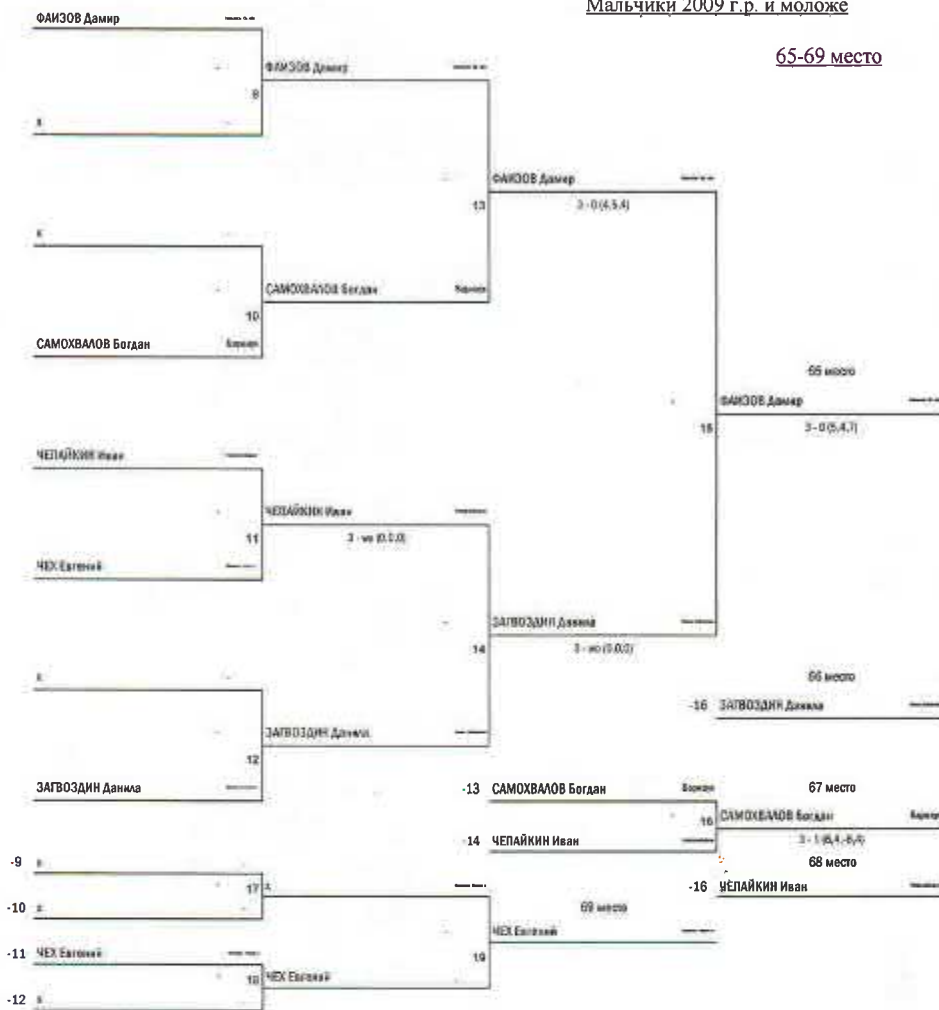 Мальчики 2009 г.р. и моложе
65-69 место
ФАИЗОВ Дамир
ФАИЗОВ Дамир
x
ФАИЗОВ Дамир
13
3 - 0 (4,5,4)
x
САМОХВАЛОВ Богдан
Барнаул
10
САМОХВАЛОВ Богдан
Барнаул
65 место
ФАИЗОВ Дамир
15
3 - 0 (5,4,7)
ЧЕПАЙКИН Иван
ЧЕПАЙКИН Иван
11
3 - wo (0,0,0)
ЧЕХ Евгений
ЗАГВОЗДИН Данила
14
3 - wo (0,0,0)
x
66 место
-16 ЗАГВОЗДИН Данила
ЗАГВОЗДИН Данила
12
ЗАГВОЗДИН Данила
-13 САМОХВАЛОВ Богдан
Барнаул
67 место
16 САМОХВАЛОВ Богдан
Барнаул
-14 ЧЕПАЙКИН Иван
68 место
-9 x
17 x
-16 ЧЕПАЙКИН Иван
-10 x
69 место
ЧЕХ Евгений
-11 ЧЕХ Евгений
19
18 ЧЕХ Евгений
-12 x